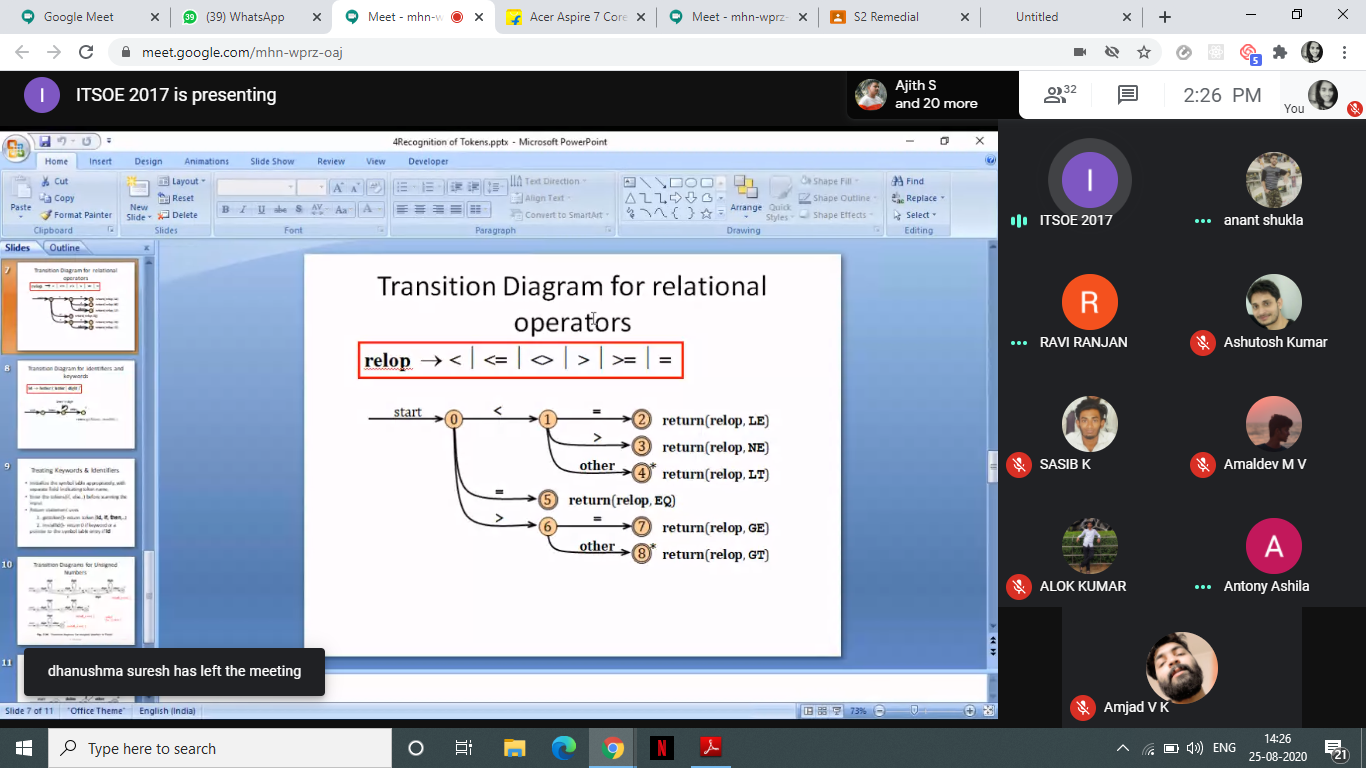 Google Meet
(39) WhatsApp
Meet - mhn-w
Acer Aspire 7 Core
Meet - mhn-wprz-
S2 Remedial
Untitled
meet.google.com/mhn-wprz-oaj
5
I
ITSOE 2017 is presenting
Ajith S
and 20 more
32
2:26 PM
You
4Recognition of Tokens.pptx - Microsoft PowerPoint
Home Insert Design Animations Slide Show Review View Developer
Paste
Cut
Copy
Format Painter
Clipboard
New
Slide
Layout
Reset
Delete
Slides
B I U abe S AV Aa A
Font
Text Direction
Align Text
Convert to SmartArt
Paragraph
Arrange
Quick
Styles
Shape Fill
Shape Outline
Shape Effects
Drawing
Find
Replace
Select
Editing
Slides Outline
7
Transition Diagram for relational
operators
8
Transition Diagram for identifiers and
keywords
9
Treating Keywords & Identifiers
10
Transition Diagrams for Unsigned
Numbers
11
Transition Diagram for relational
operators
relop → < | <= | <> | > | >= | =
start 0 < 1 = 2 return(relop, LE)
> 3 return(relop, NE)
other 4 * return(relop, LT)
= 5 return(relop, EQ)
> 6 = 7 return(relop, GE)
other 8 * return(relop, GT)
dhanushma suresh has left the meeting
Slide 7 of 11 "Office Theme" English (India) 73%
I
ITSOE 2017
anant shukla
R
RAVI RANJAN
Ashutosh Kumar
SASIB K
Amaldev M V
ALOK KUMAR
A
Antony Ashila
Amjad V K
Type here to search
N
ENG
14:26
25-08-2020
21